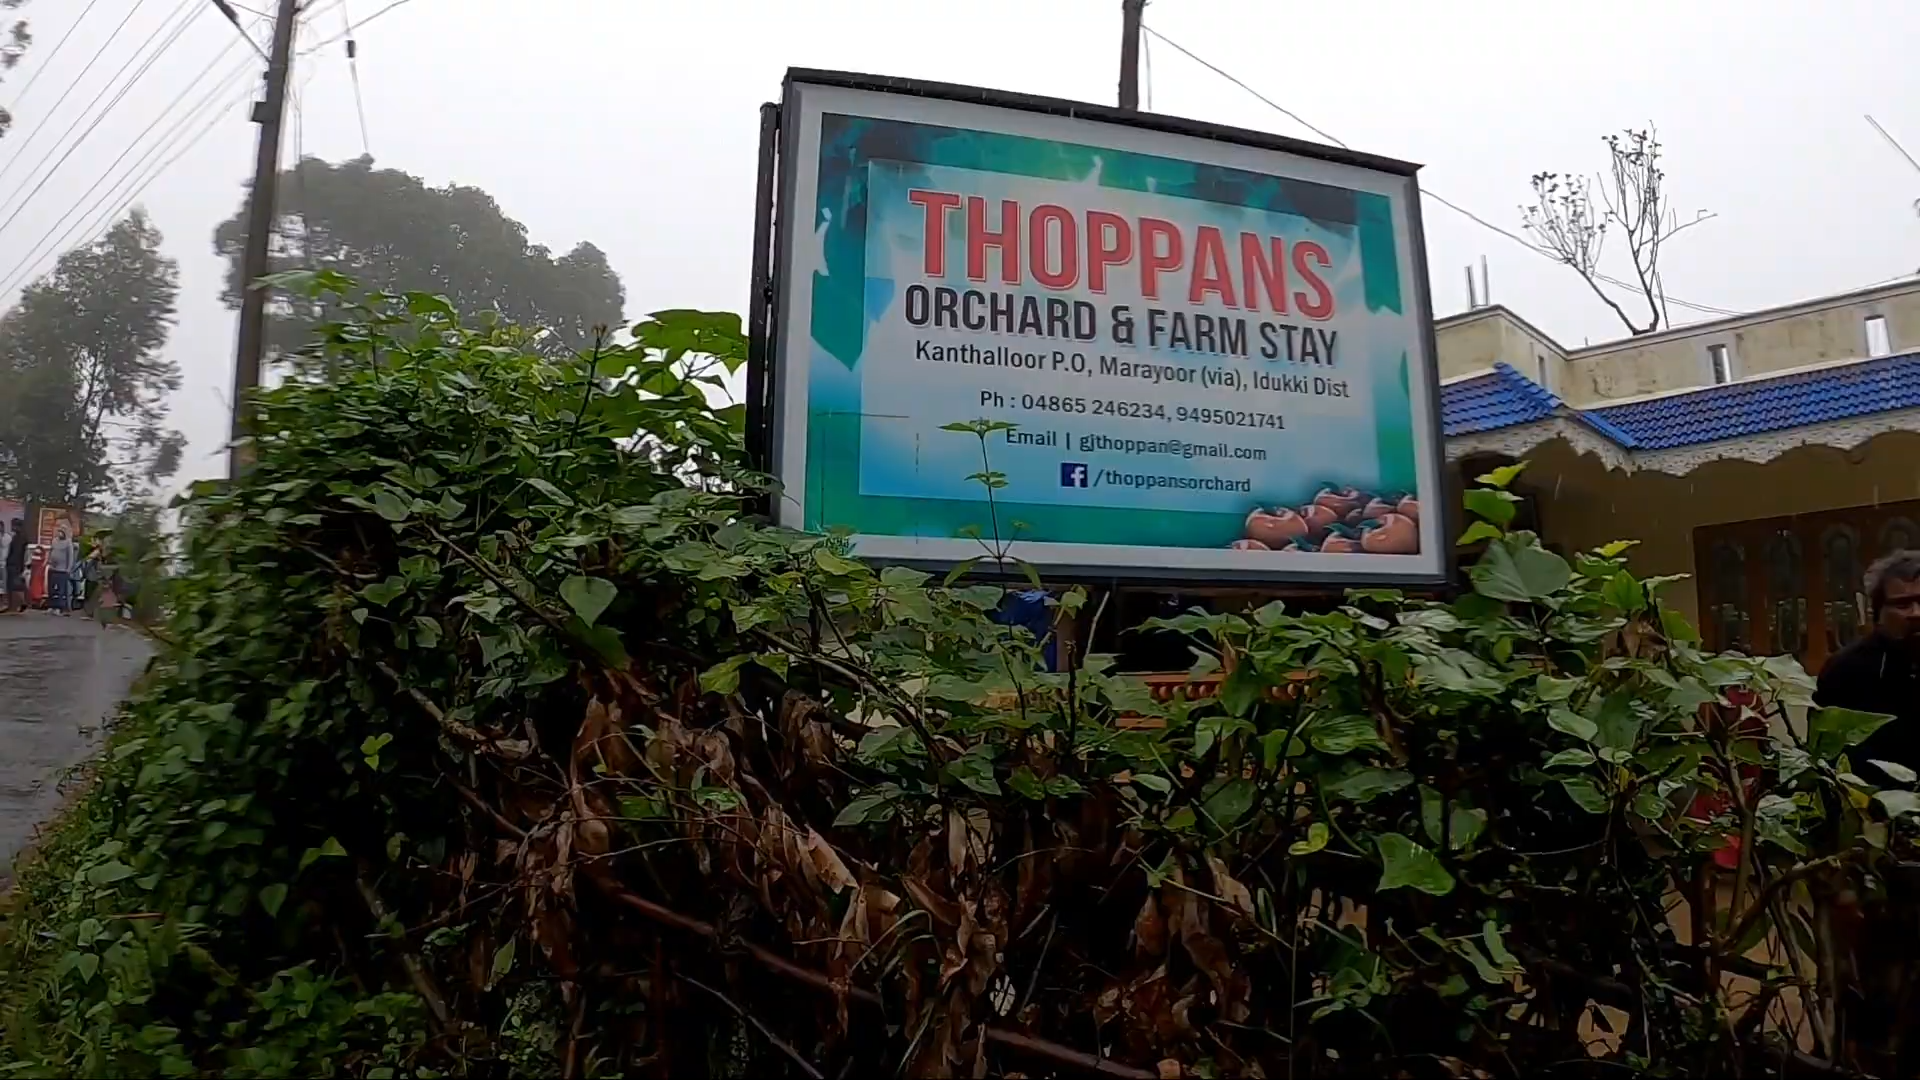 THOPPANS
ORCHARD & FARM STAY
Kanthalloor P.O, Marayoor (via), Idukki Dist
Ph : 04865 246234, 9495021741
Email | gjthoppan@gmail.com
f /thoppansorchard